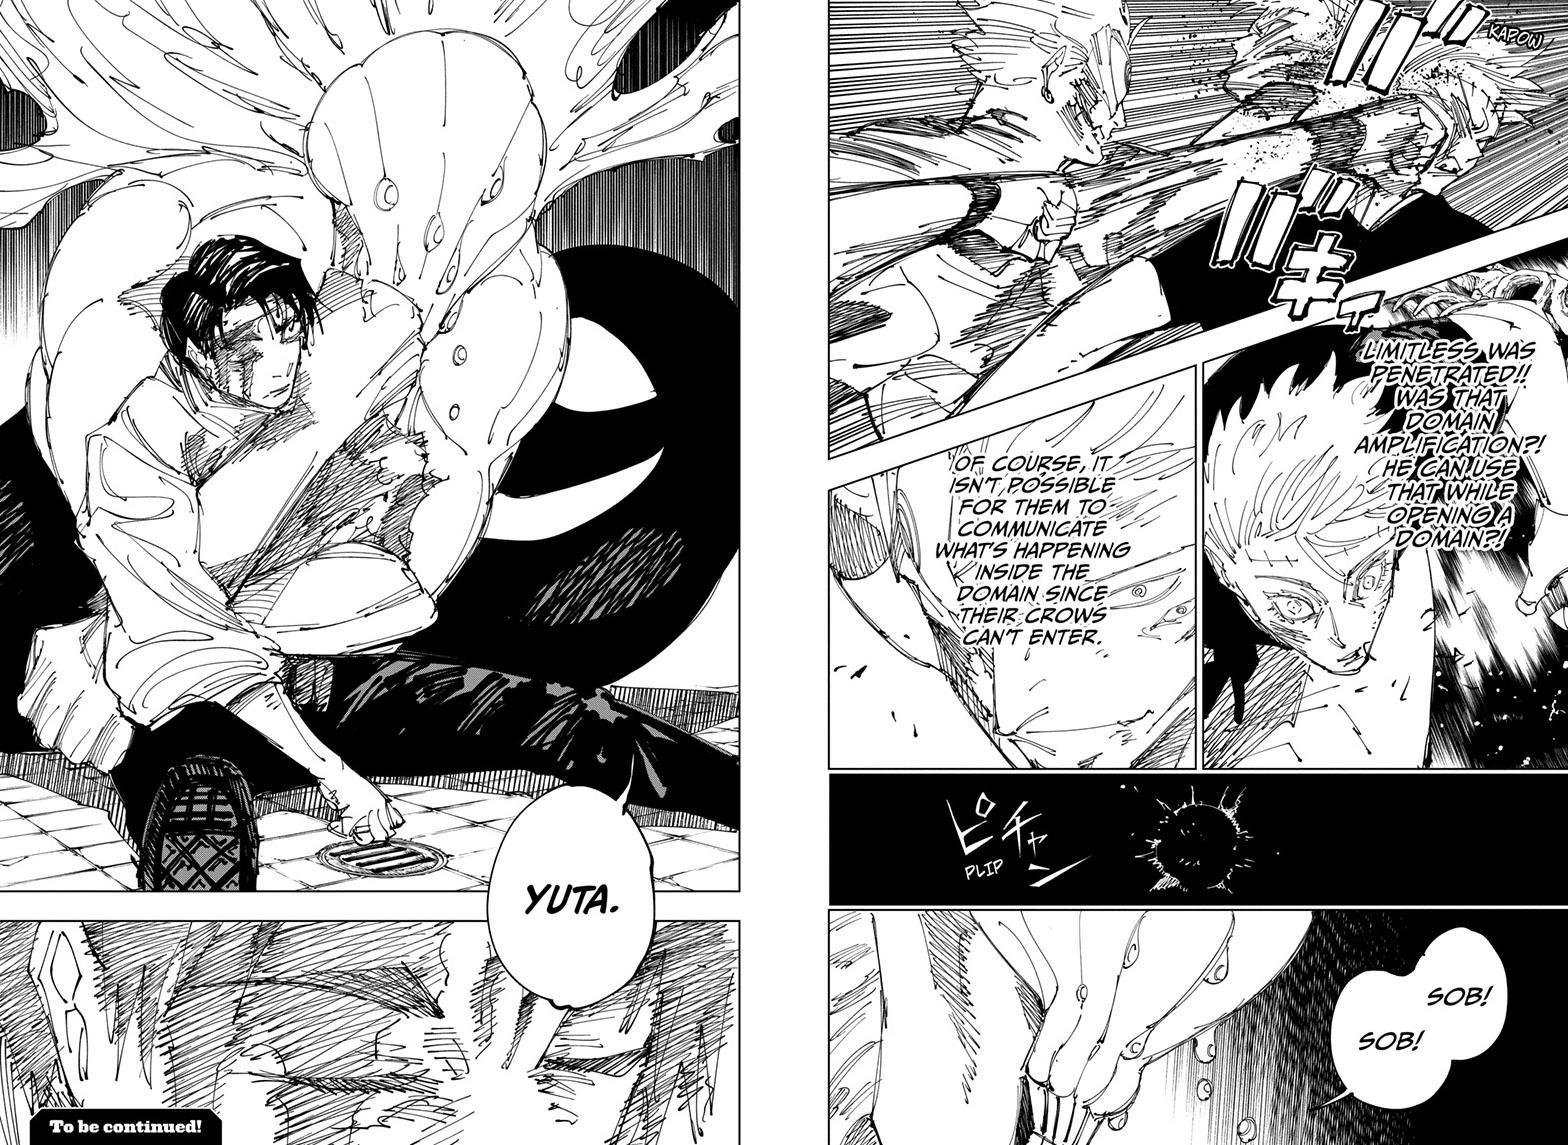 KAPOW
LIMITLESS WAS
PENETRATED!!
WAS THAT
DOMAIN
AMPLIFICATION?!
HE CAN USE
THAT WHILE
OPENING A
DOMAIN?!
OF COURSE, IT
ISN'T POSSIBLE
FOR THEM TO
COMMUNICATE
WHAT'S HAPPENING
INSIDE THE
DOMAIN SINCE
THEIR CROWS
CAN'T ENTER.
ピチャン
PLIP
SOB!
SOB!
YUTA.
To be continued!